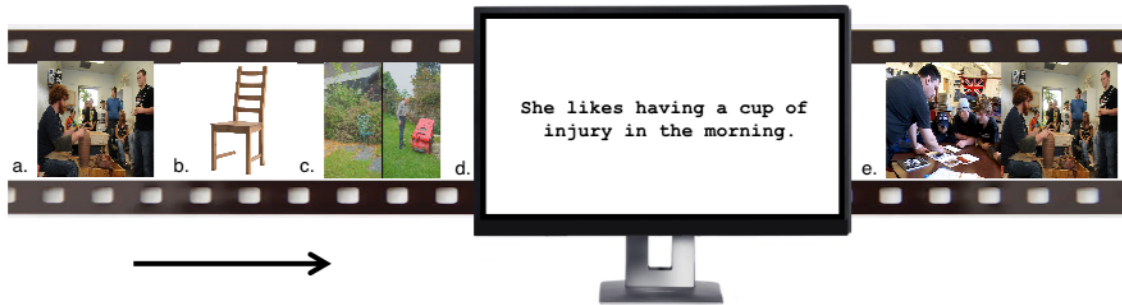 a.
b.
c.
d.
She likes having a cup of
injury in the morning.
e.